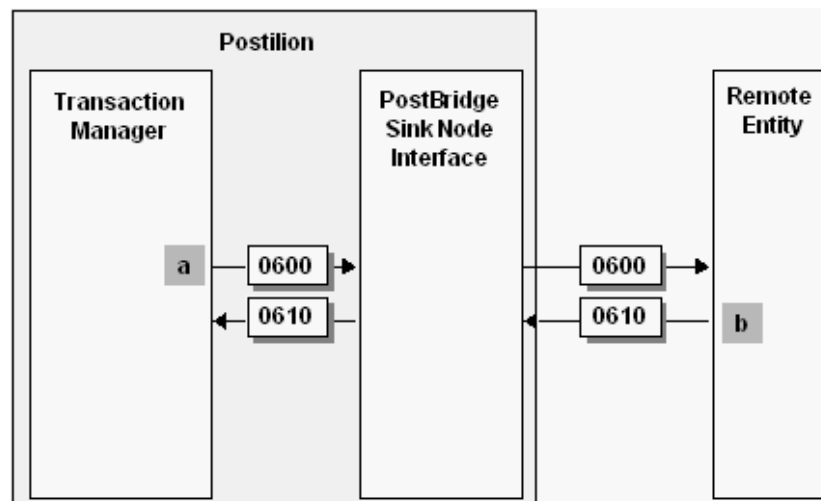 Postilion
Transaction
Manager
PostBridge
Sink Node
Interface
Remote
Entity
a
0600
0600
0610
0610
b